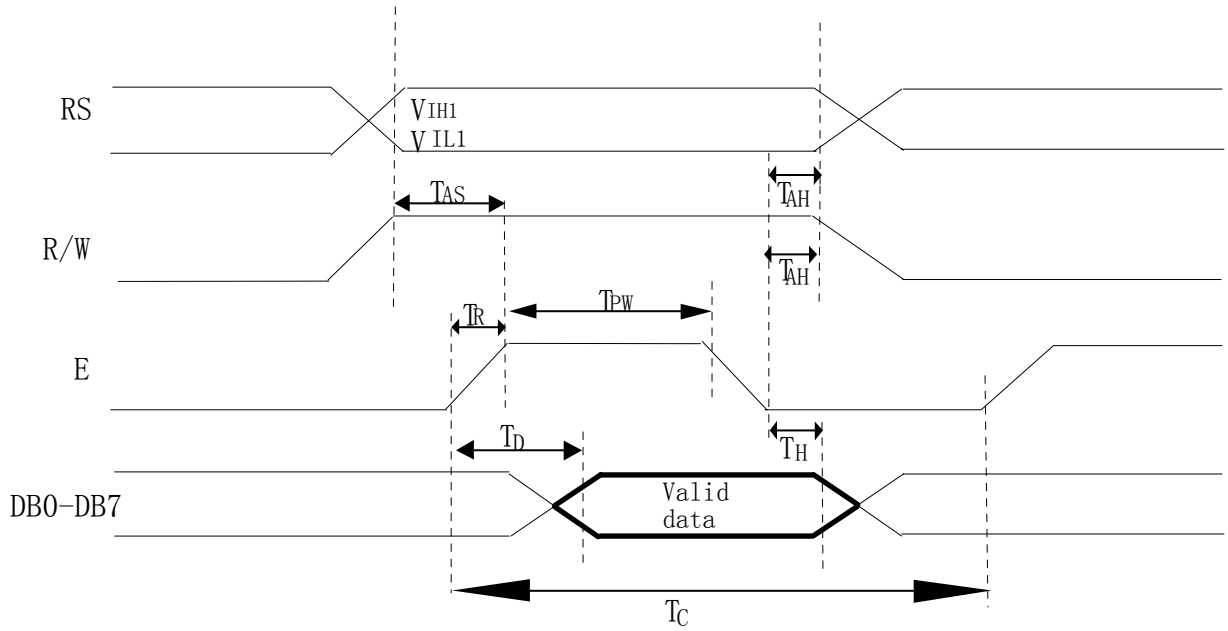 RS
VIH1
VIL1
TAH
TAS
R/W
TAH
TPW
TR
E
TD
TH
Valid
data
DB0-DB7
TC